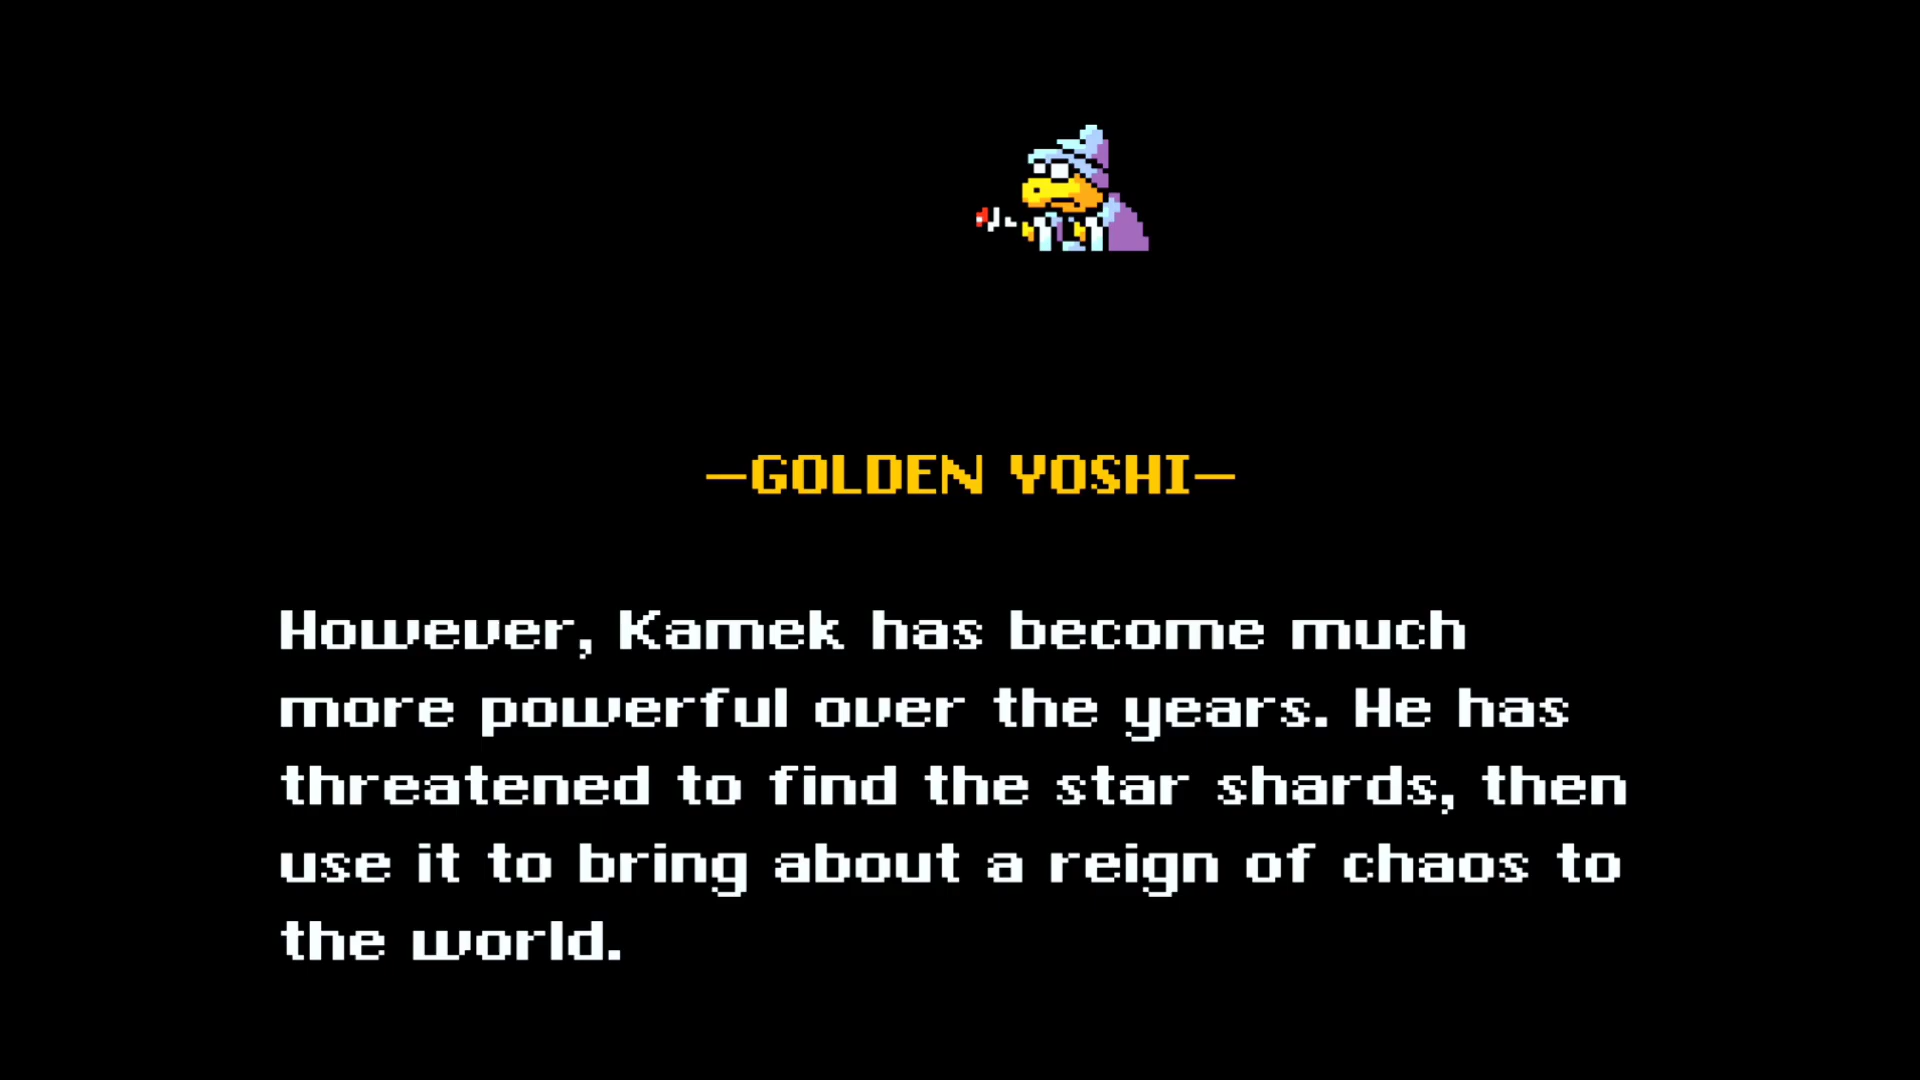 —GOLDEN YOSHI—
However, Kamek has become much
more powerful over the years. He has
threatened to find the star shards, then
use it to bring about a reign of chaos to
the world.